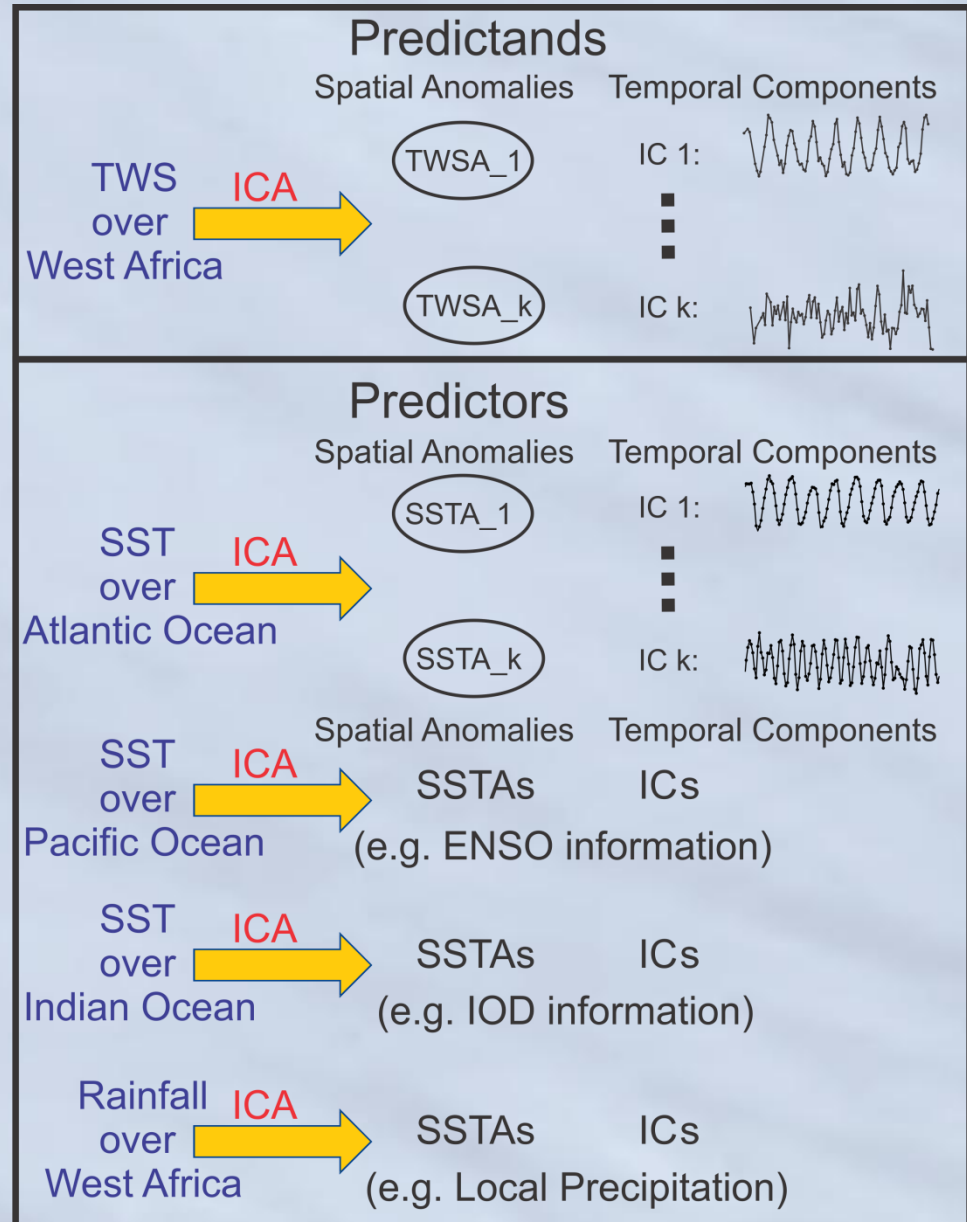 Predictands
Spatial Anomalies Temporal Components
TWS
over
West Africa
ICA
TWSA_1
IC 1:
TWSA_k
IC k:
Predictors
Spatial Anomalies Temporal Components
SST
over
Atlantic Ocean
ICA
SSTA_1
IC 1:
SSTA_k
IC k:
Spatial Anomalies Temporal Components
SST
over
Pacific Ocean
ICA
SSTAs ICs
(e.g. ENSO information)
SST
over
Indian Ocean
ICA
SSTAs ICs
(e.g. IOD information)
Rainfall
over
West Africa
ICA
SSTAs ICs
(e.g. Local Precipitation)